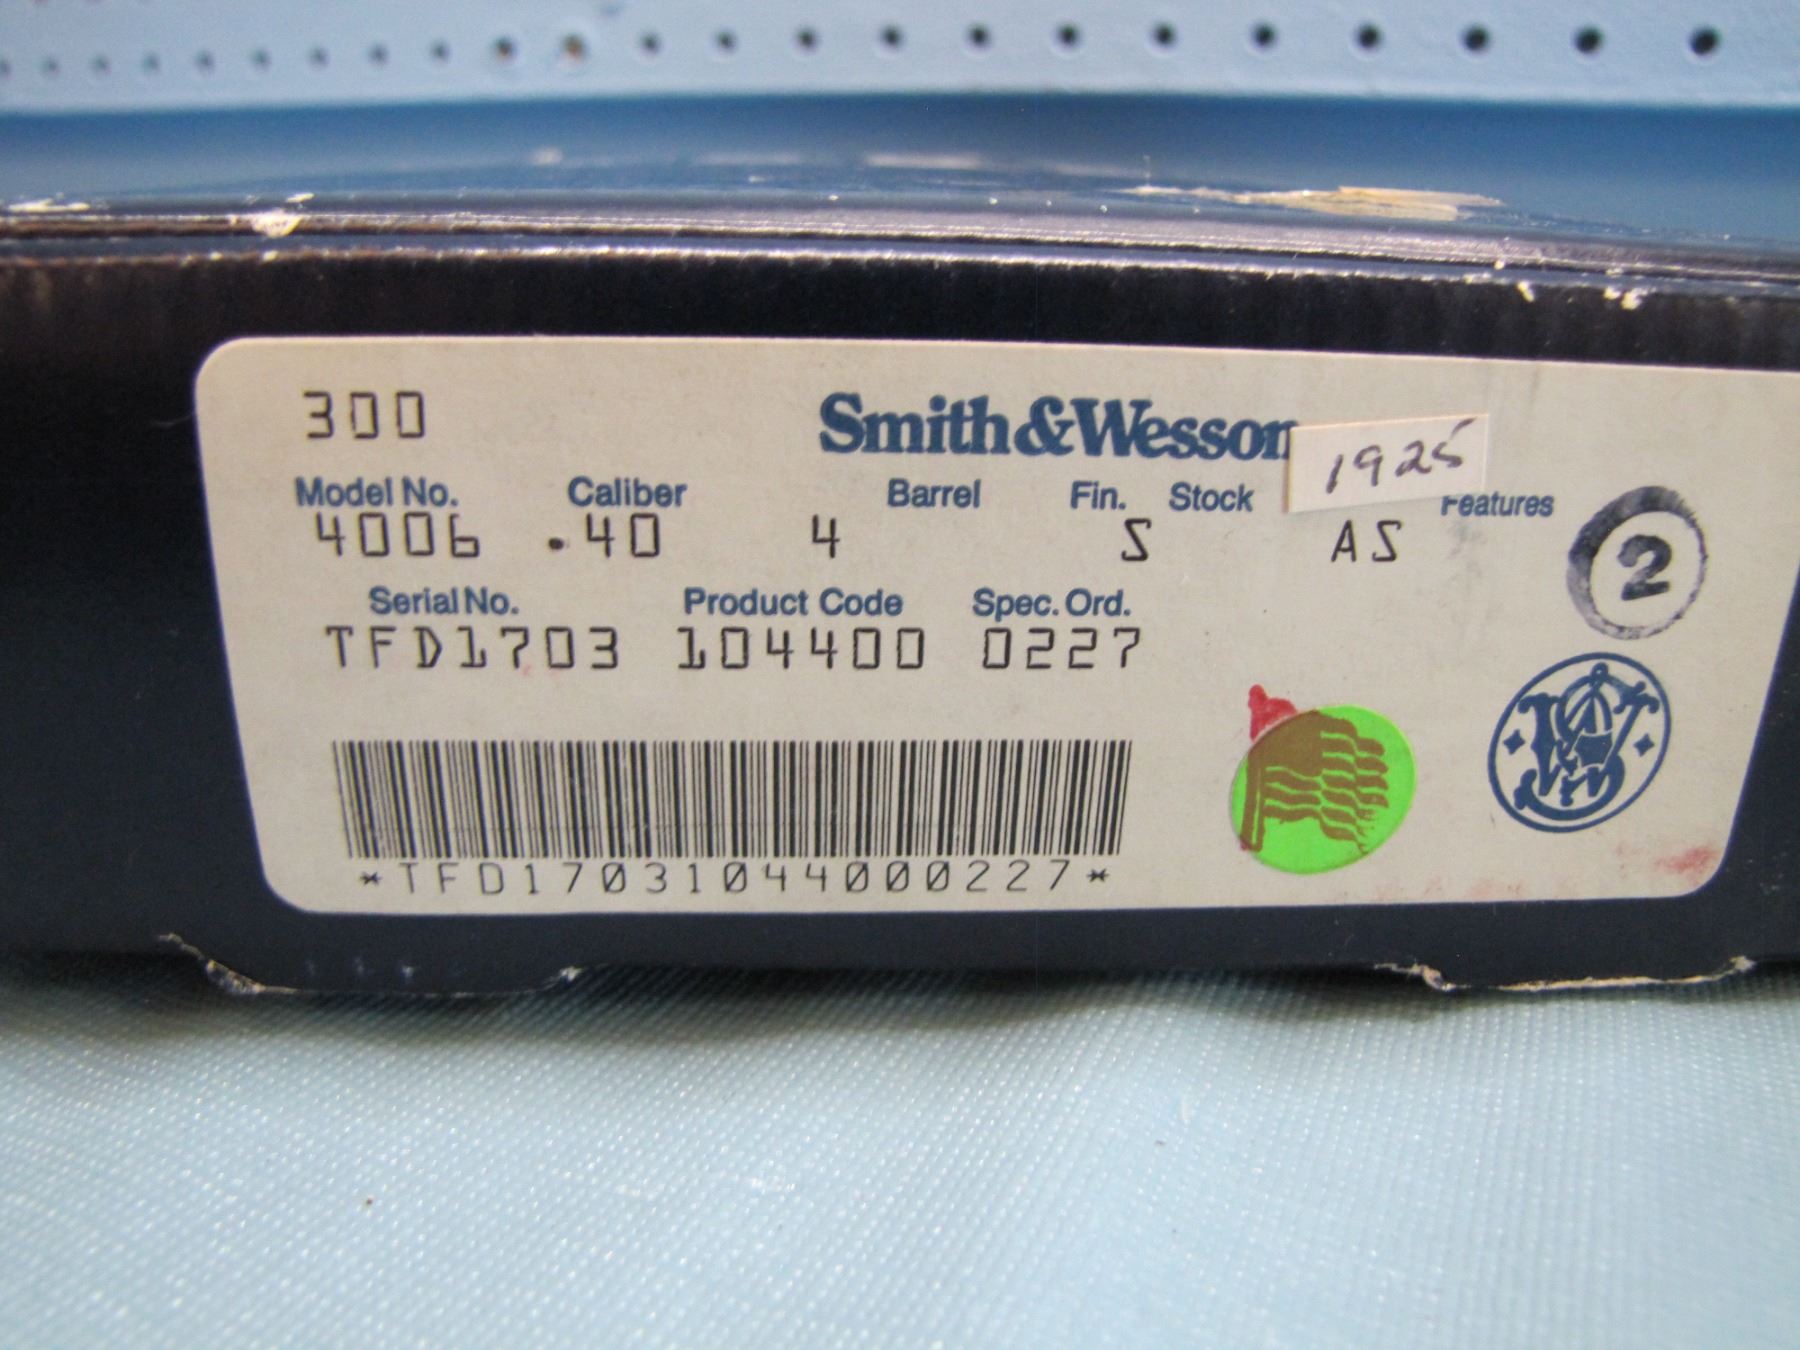 300
Smith & Wesson
1925
Model No. Caliber Barrel Fin. Stock Features
4006 .40 4 S AS
2
Serial No. Product Code Spec. Ord.
TFD1703 104400 0227
SW
*TFD17031044000227*